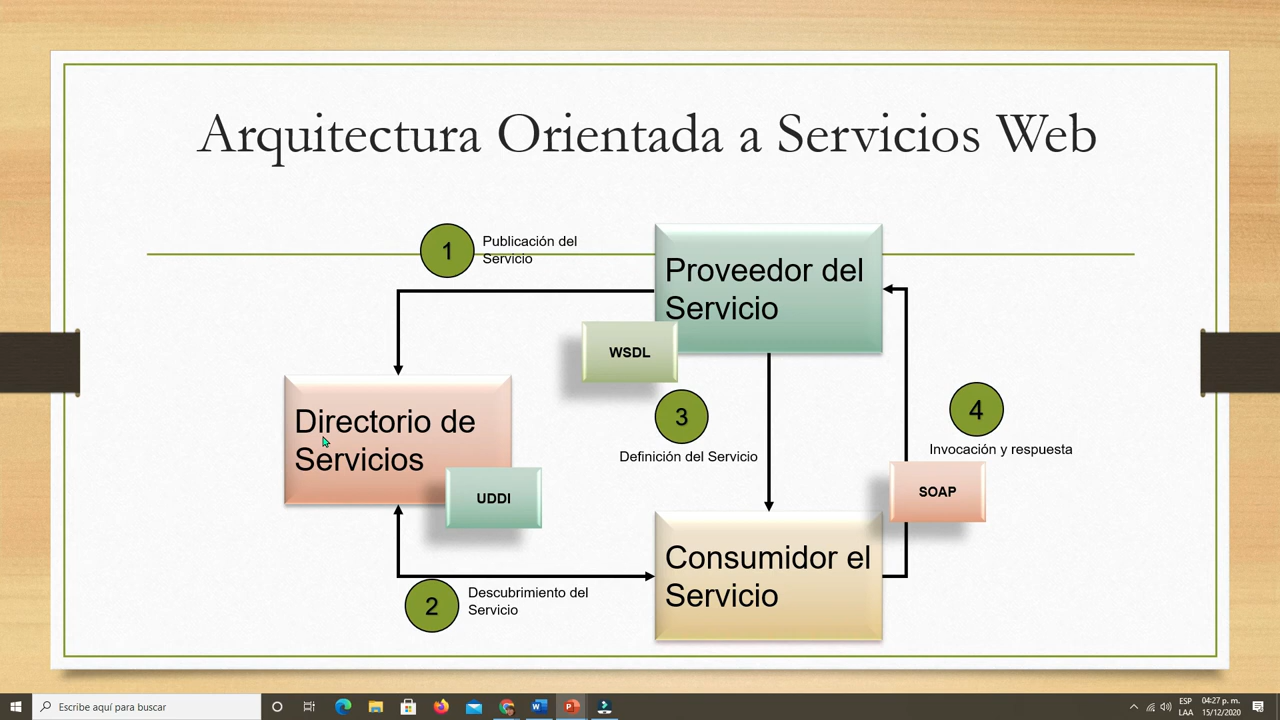 Arquitectura Orientada a Servicios Web
1
Publicación del
Servicio
Proveedor del
Servicio
WSDL
Directorio de
Servicios
UDDI
3
Definición del Servicio
4
Invocación y respuesta
SOAP
Consumidor el
Servicio
2
Descubrimiento del
Servicio
Escribe aquí para buscar
ESP
LAA
04:27 p. m.
15/12/2020